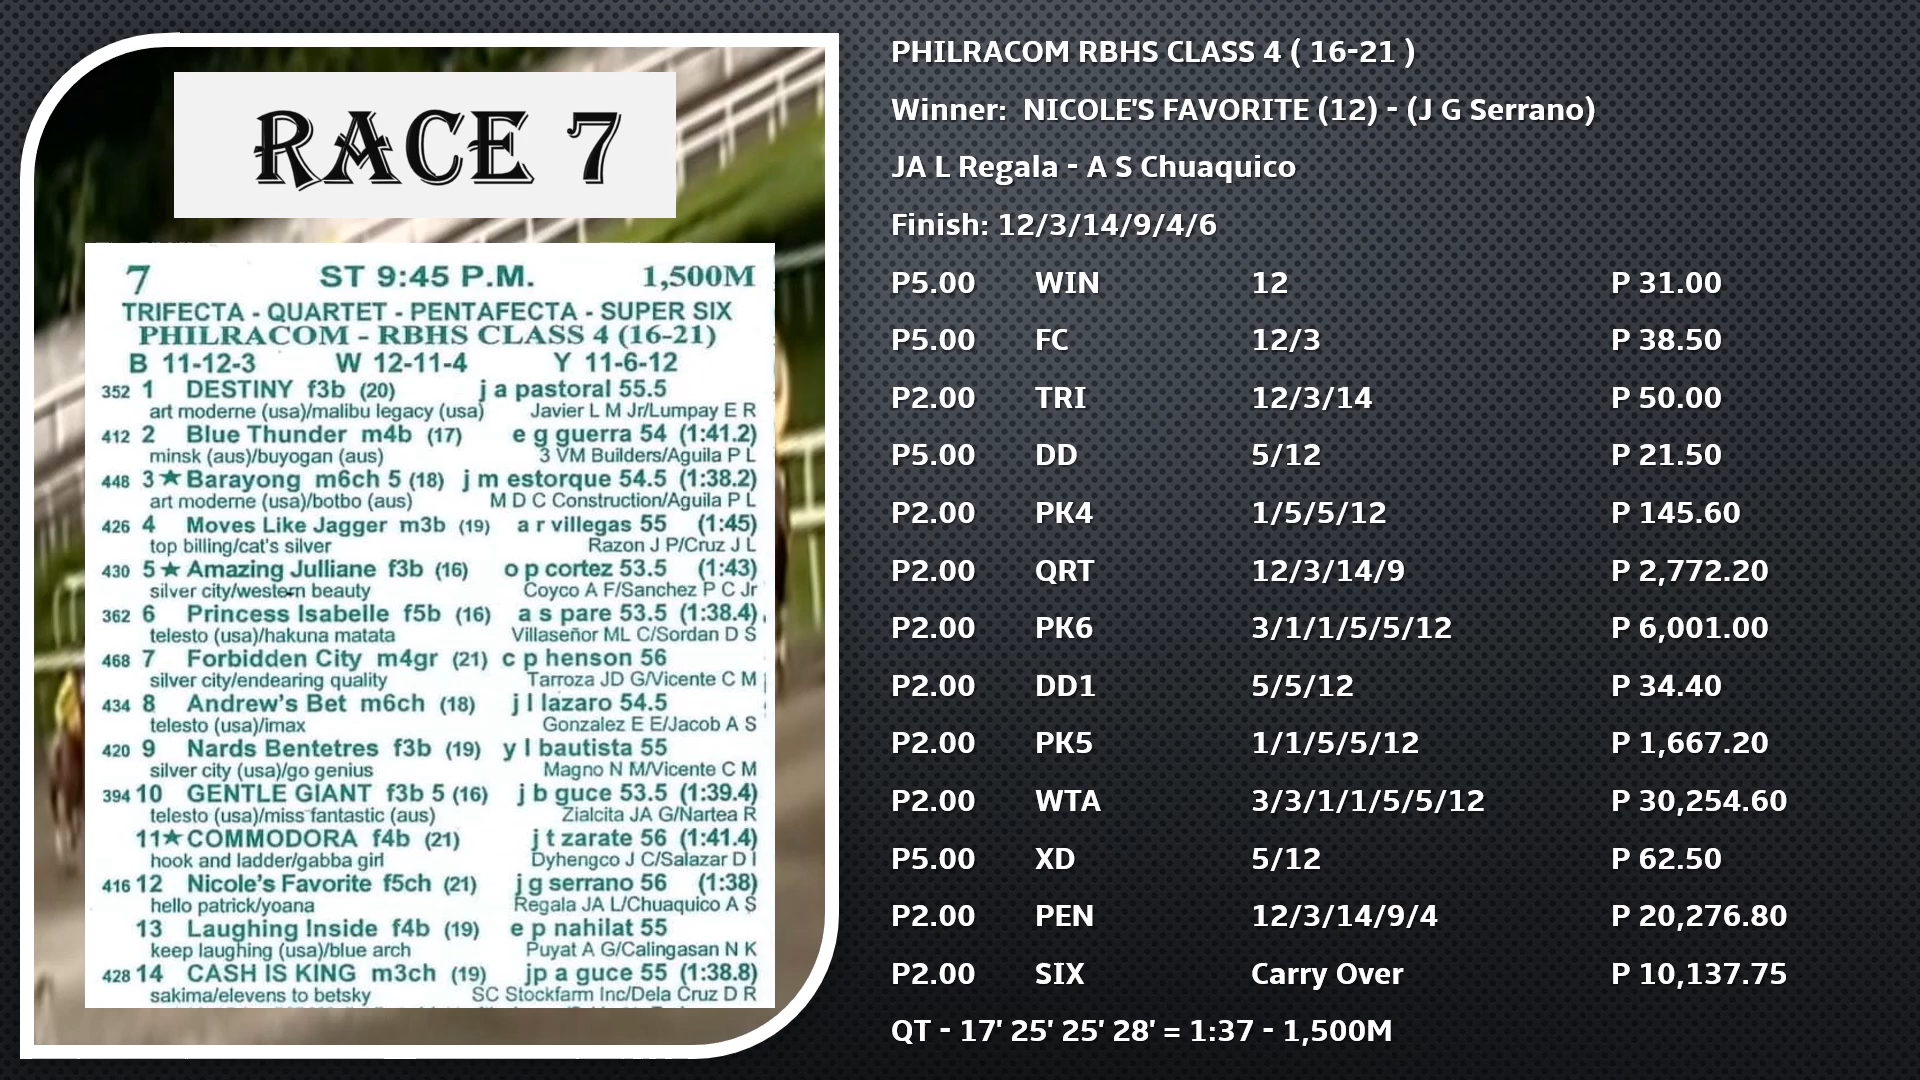 RACE 7
7 ST 9:45 P.M. 1,500M
TRIFECTA - QUARTET - PENTAFECTA - SUPER SIX
PHILRACOM - RBHS CLASS 4 (16-21)
B 11-12-3 W 12-11-4 Y 11-6-12
352 1 DESTINY f3b (20) j a pastoral 55.5
art moderne (usa)/malibu legacy (usa) Javier L M Jr/Lumpay E R
412 2 Blue Thunder m4b (17) e g guerra 54 (1:41.2)
minsk (aus)/buyogan (aus) 3 VM Builders/Aguila P L
448 3★Barayong m6ch 5 (18) j m estorque 54.5 (1:38.2)
art moderne (usa)/botbo (aus) M D C Construction/Aguila P L
426 4 Moves Like Jagger m3b (19) a r villegas 55 (1:45)
top billing/cat's silver Razon J P/Cruz J L
430 5★Amazing Julliane f3b (16) o p cortez 53.5 (1:43)
silver city/western beauty Coyco A F/Sanchez P C Jr
362 6 Princess Isabelle f5b (16) a s pare 53.5 (1:38.4)
telesto (usa)/hakuna matata Villaseñor ML C/Sordan D S
468 7 Forbidden City m4gr (21) c p henson 56
silver city/endearing quality Tarroza JD G/Vicente C M
434 8 Andrew's Bet m6ch (18) j l lazaro 54.5
telesto (usa)/imax Gonzalez E E/Jacob A S
420 9 Nards Bentetres f3b (19) y l bautista 55
silver city (usa)/go genius Magno N M/Vicente C M
394 10 GENTLE GIANT f3b 5 (16) j b guce 53.5 (1:39.4)
telesto (usa)/miss fantastic (aus) Zialcita JA G/Nartea R
11★COMMODORA f4b (21) j t zarate 56 (1:41.4)
hook and ladder/gabba girl Dyhengco J C/Salazar D I
416 12 Nicole's Favorite f5ch (21) j g serrano 56 (1:38)
hello patrick/yoana Regala JA L/Chuaquico A S
13 Laughing Inside f4b (19) e p nahilat 55
keep laughing (usa)/blue arch Puyat A G/Calingasan N K
428 14 CASH IS KING m3ch (19) jp a guce 55 (1:38.8)
sakima/elevens to betsky SC Stockfarm Inc/Dela Cruz D R
PHILRACOM RBHS CLASS 4 ( 16-21 )
Winner: NICOLE'S FAVORITE (12) - (J G Serrano)
JA L Regala - A S Chuaquico
Finish: 12/3/14/9/4/6
P5.00 WIN 12 P 31.00
P5.00 FC 12/3 P 38.50
P2.00 TRI 12/3/14 P 50.00
P5.00 DD 5/12 P 21.50
P2.00 PK4 1/5/5/12 P 145.60
P2.00 QRT 12/3/14/9 P 2,772.20
P2.00 PK6 3/1/1/5/5/12 P 6,001.00
P2.00 DD1 5/5/12 P 34.40
P2.00 PK5 1/1/5/5/12 P 1,667.20
P2.00 WTA 3/3/1/1/5/5/12 P 30,254.60
P5.00 XD 5/12 P 62.50
P2.00 PEN 12/3/14/9/4 P 20,276.80
P2.00 SIX Carry Over P 10,137.75
QT - 17' 25' 25' 28' = 1:37 - 1,500M